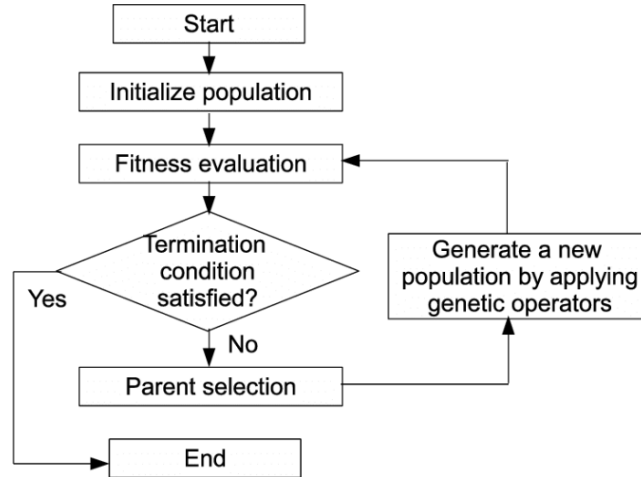 Start
Initialize population
Fitness evaluation
Termination
condition
satisfied?
Yes
No
Generate a new
population by applying
genetic operators
Parent selection
End